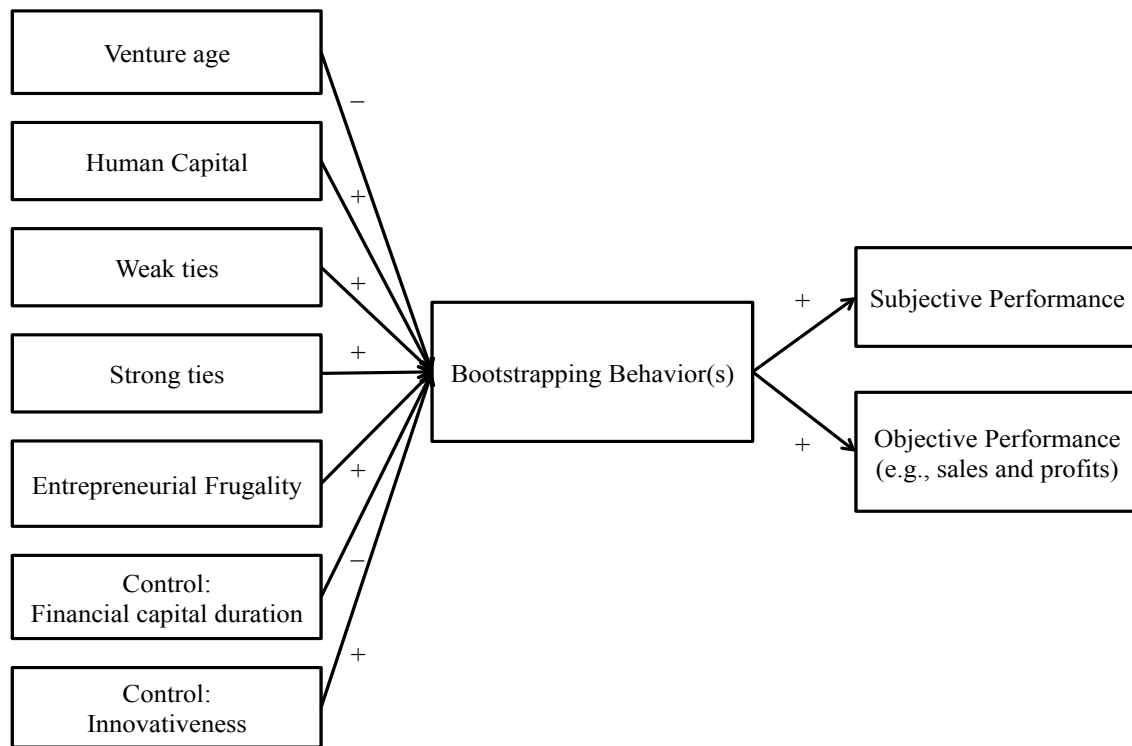 Venture age
–
Human Capital
+
Weak ties
+
Strong ties
+
Entrepreneurial Frugality
+
Control:
Financial capital duration
–
Control:
Innovativeness
+
Bootstrapping Behavior(s)
+
Subjective Performance
+
Objective Performance
(e.g., sales and profits)